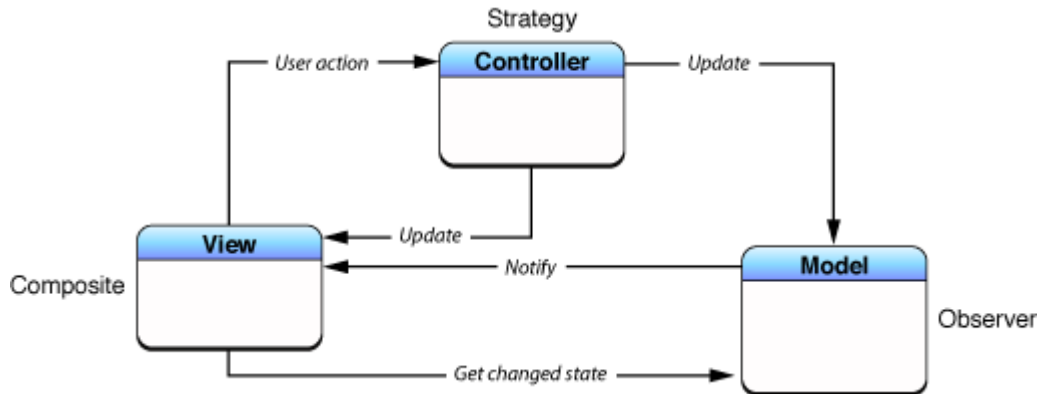 Strategy
User action
Controller
Update
View
Update
Composite
Notify
Model
Observer
Get changed state